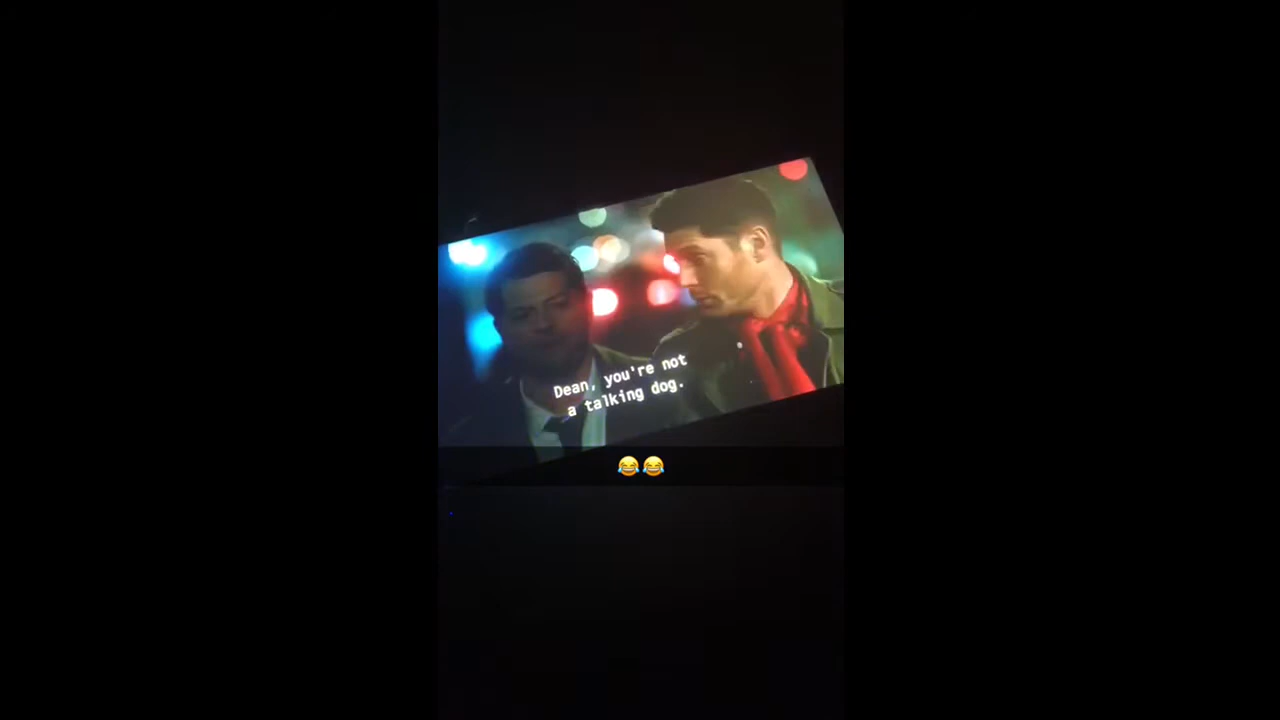 Dean, you're not
a talking dog.
😂😂